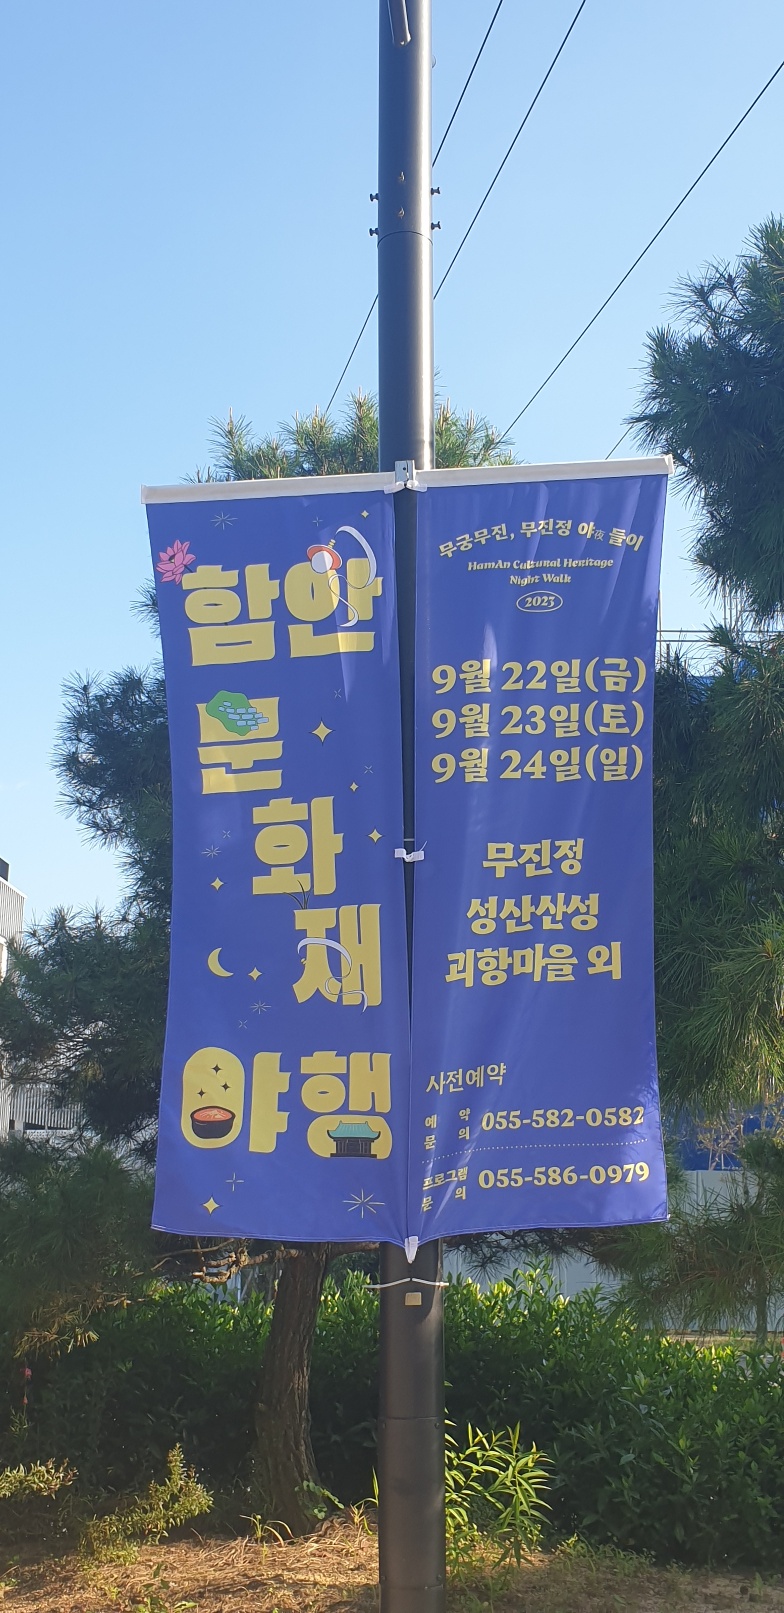 함안
문
화
재
야행
무궁무진, 무진정 야夜 들이
HamAn Cultural Heritage
Night Walk
2023
9월 22일(금)
9월 23일(토)
9월 24일(일)
무진정
성산산성
괴항마을 외
사전예약
예약
문의 055-582-0582
프로그램
문의 055-586-0979